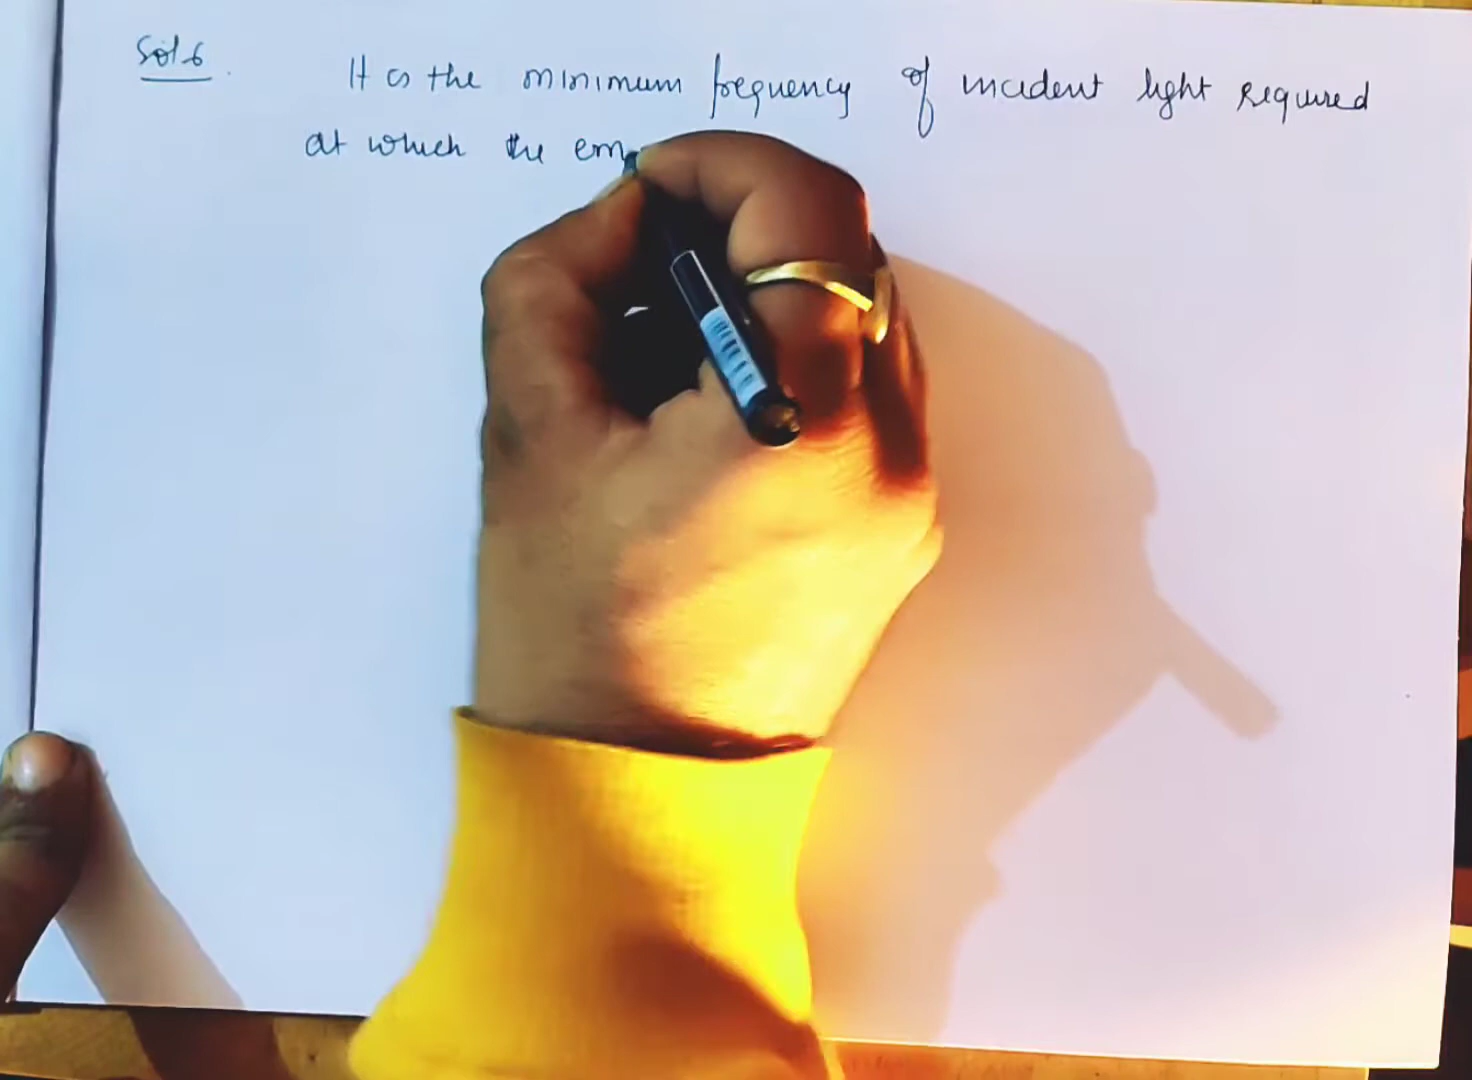 Sol 6.
It is the minimum frequency of incident light required
at which the em